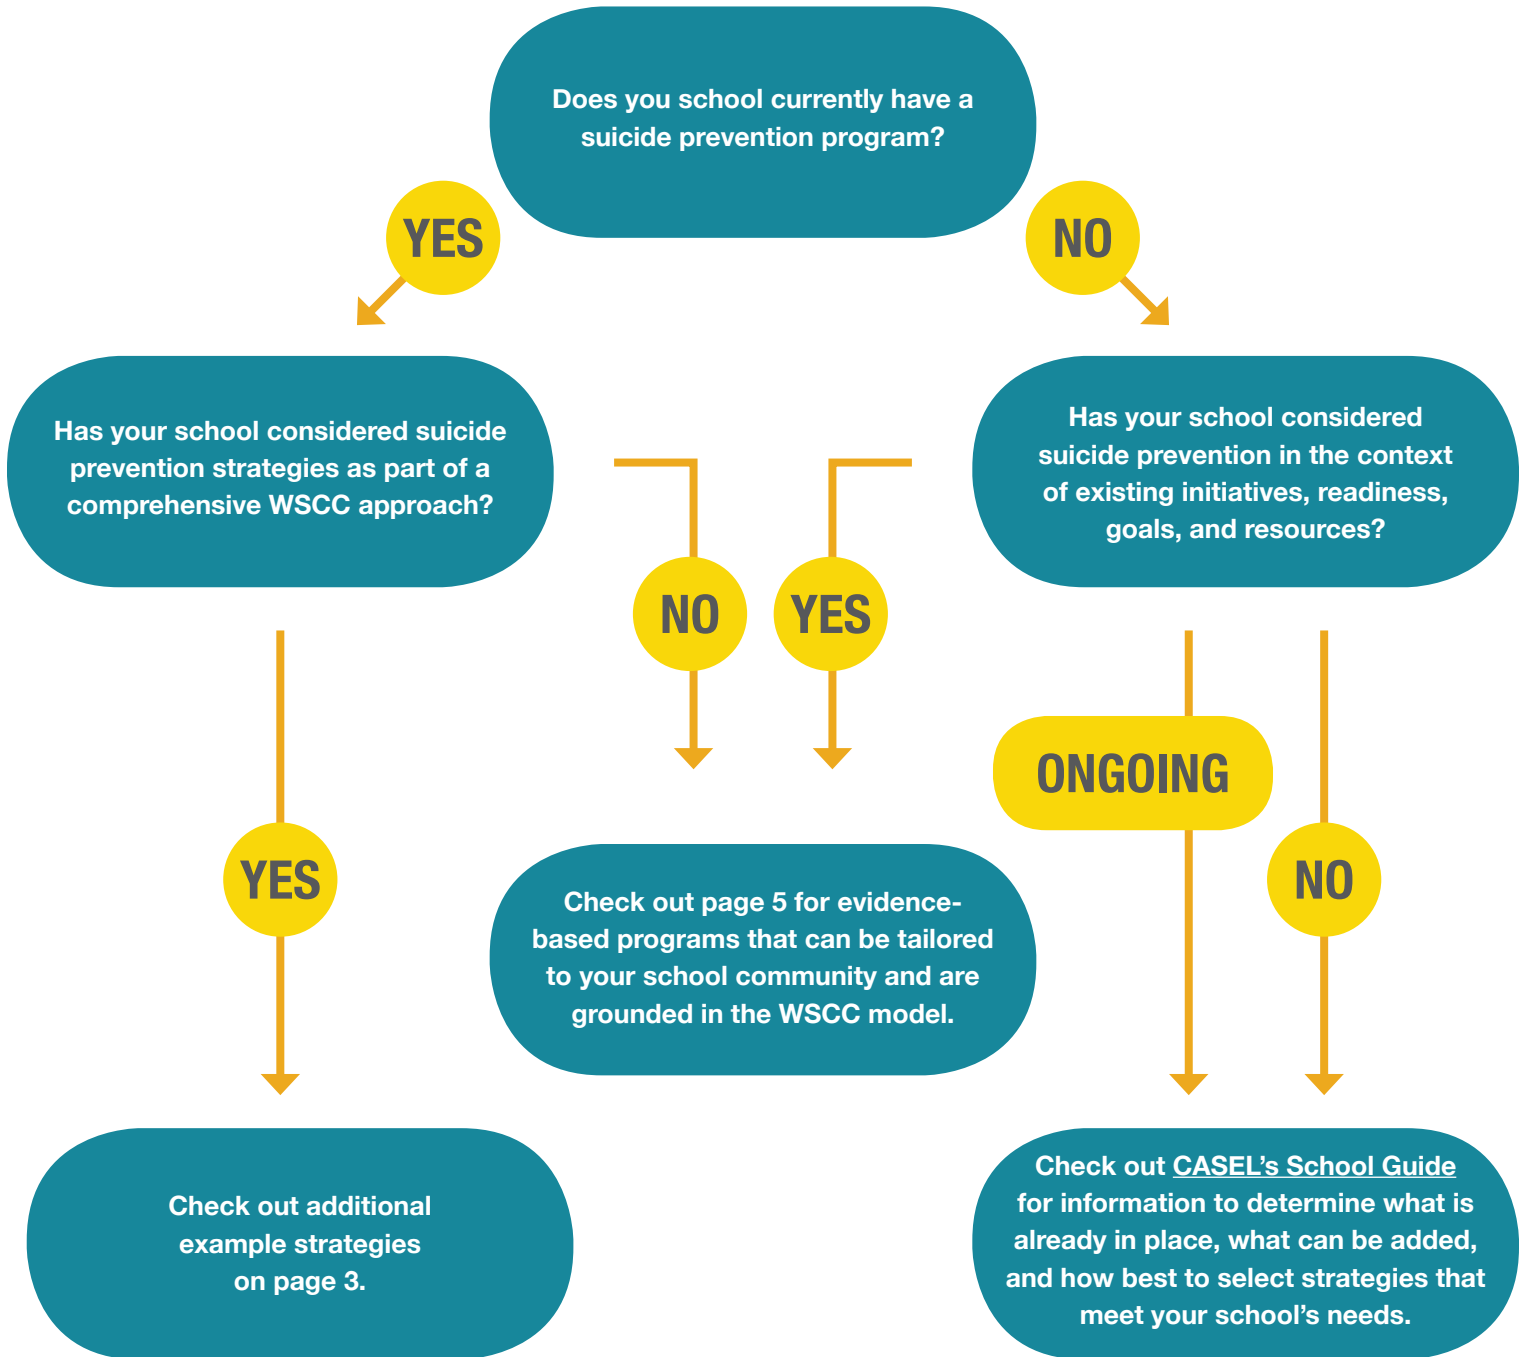 Does you school currently have a
suicide prevention program?
YES
NO
Has your school considered suicide
prevention strategies as part of a
comprehensive WSCC approach?
Has your school considered
suicide prevention in the context
of existing initiatives, readiness,
goals, and resources?
NO
YES
ONGOING
YES
NO
Check out page 5 for evidence-
based programs that can be tailored
to your school community and are
grounded in the WSCC model.
Check out additional
example strategies
on page 3.
Check out CASEL’s School Guide
for information to determine what is
already in place, what can be added,
and how best to select strategies that
meet your school’s needs.